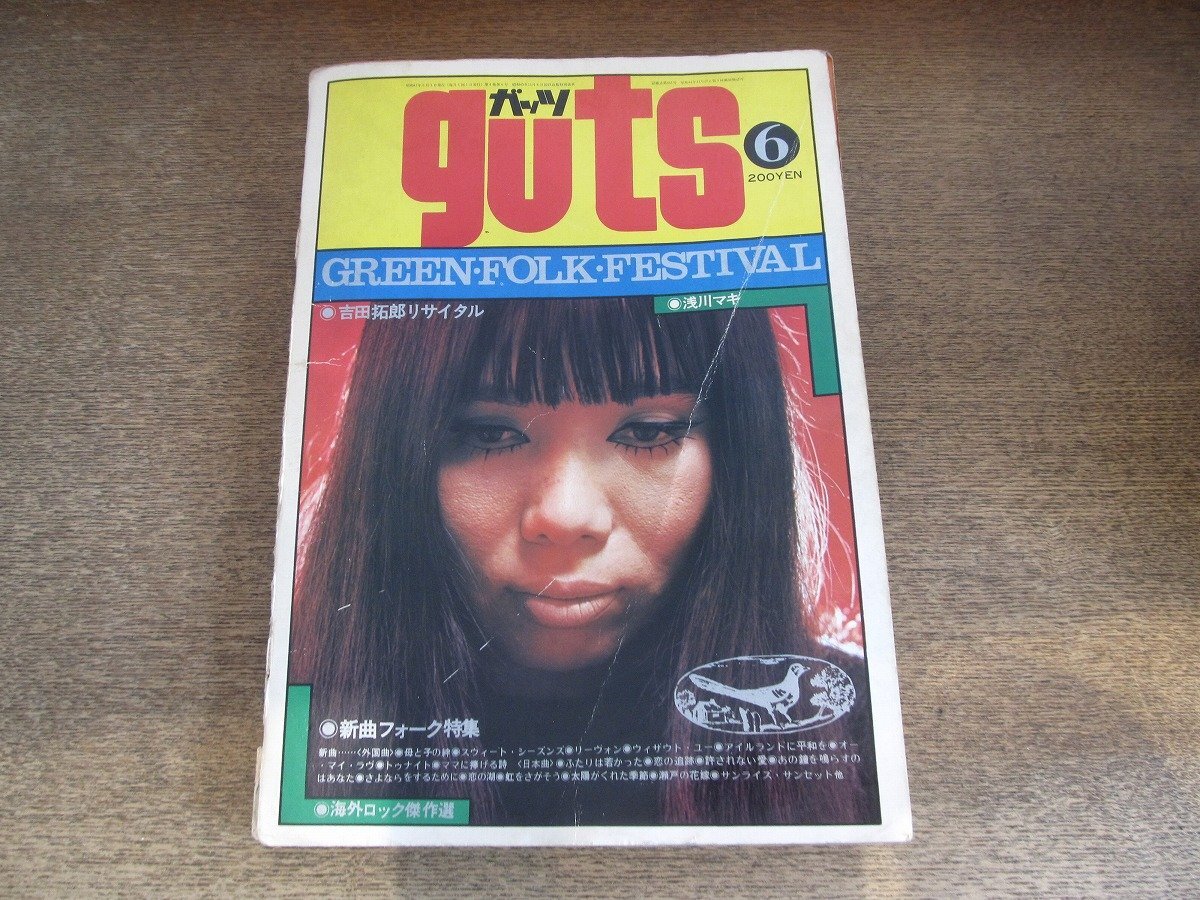 ガッツ
guts
6
200YEN
GREEN·FOLK·FESTIVAL
●吉田拓郎リサイタル
●浅川マキ
●新曲フォーク特集
新曲……〈外国曲〉●母と子の絆●スウィート・シーズンズ●リーヴォン●ウィザウト・ユー●アイルランドに平和を●オー
・マイ・ラヴ●トゥナイト●ママに捧げる詩 〈日本曲〉●ふたりは若かった●恋の追跡●許されない愛●あの鐘を鳴らすの
はあなた●さよならをするために●恋の湖●虹をさがそう●太陽がくれた季節●瀬戸の花嫁●サンライズ・サンセット他
●海外ロック傑作選